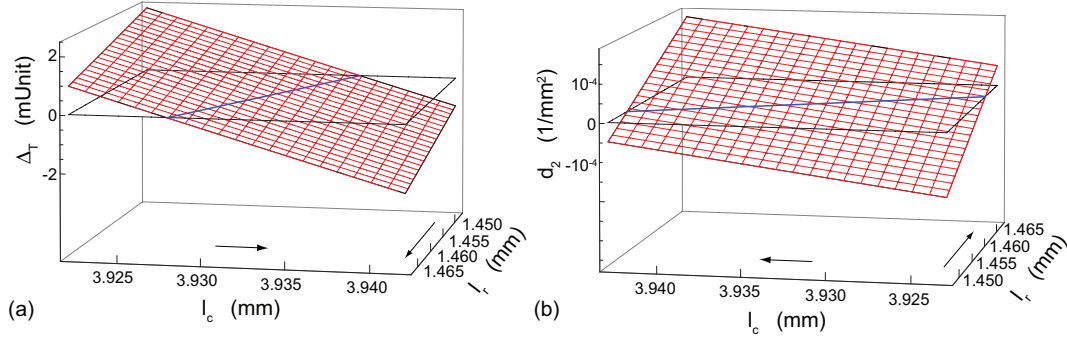 Δ_T (mUnit)
2
0
-2
3.925
3.930
3.935
3.940
l_c (mm)
1.450
1.455
1.460
1.465
l_r (mm)
(a)
d_2 (1/mm²)
10⁻⁴
0
-10⁻⁴
3.940
3.935
3.930
3.925
l_c (mm)
1.465
1.460
1.455
1.450
l_r (mm)
(b)